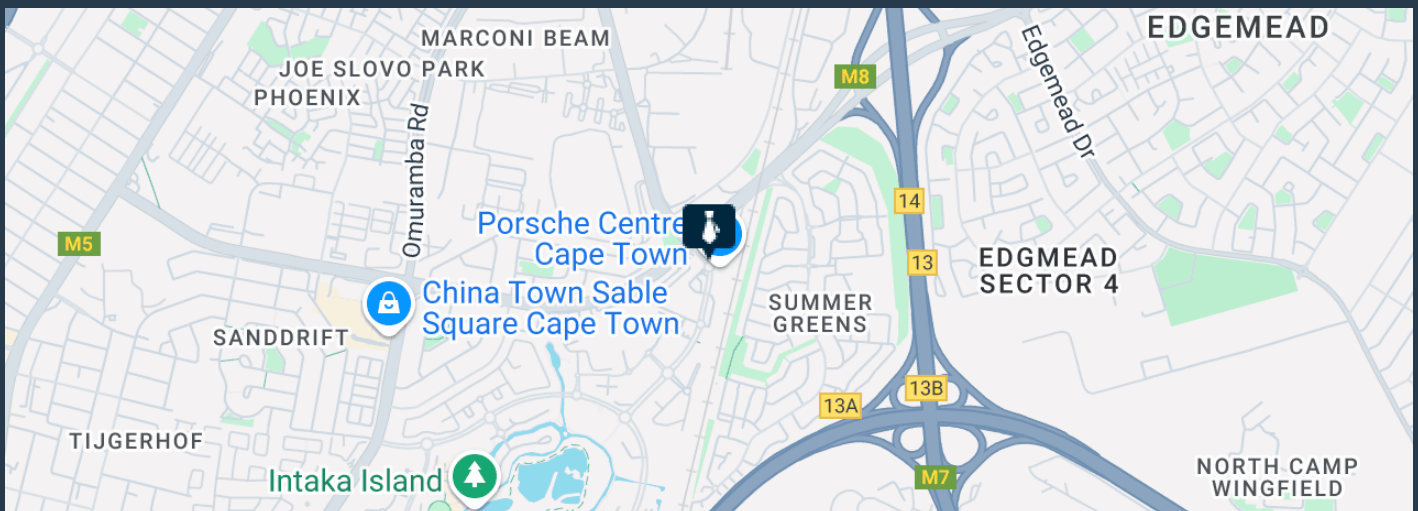 MARCONI BEAM
EDGEMEAD
JOE SLOVO PARK
PHOENIX
M8
Edgemead Dr
Omuramba Rd
14
M5
Porsche Centre
Cape Town
13
EDGMEAD
SECTOR 4
China Town Sable
Square Cape Town
SUMMER
GREENS
SANDDRIFT
13B
13A
TIJGERHOF
Intaka Island
M7
NORTH CAMP
WINGFIELD